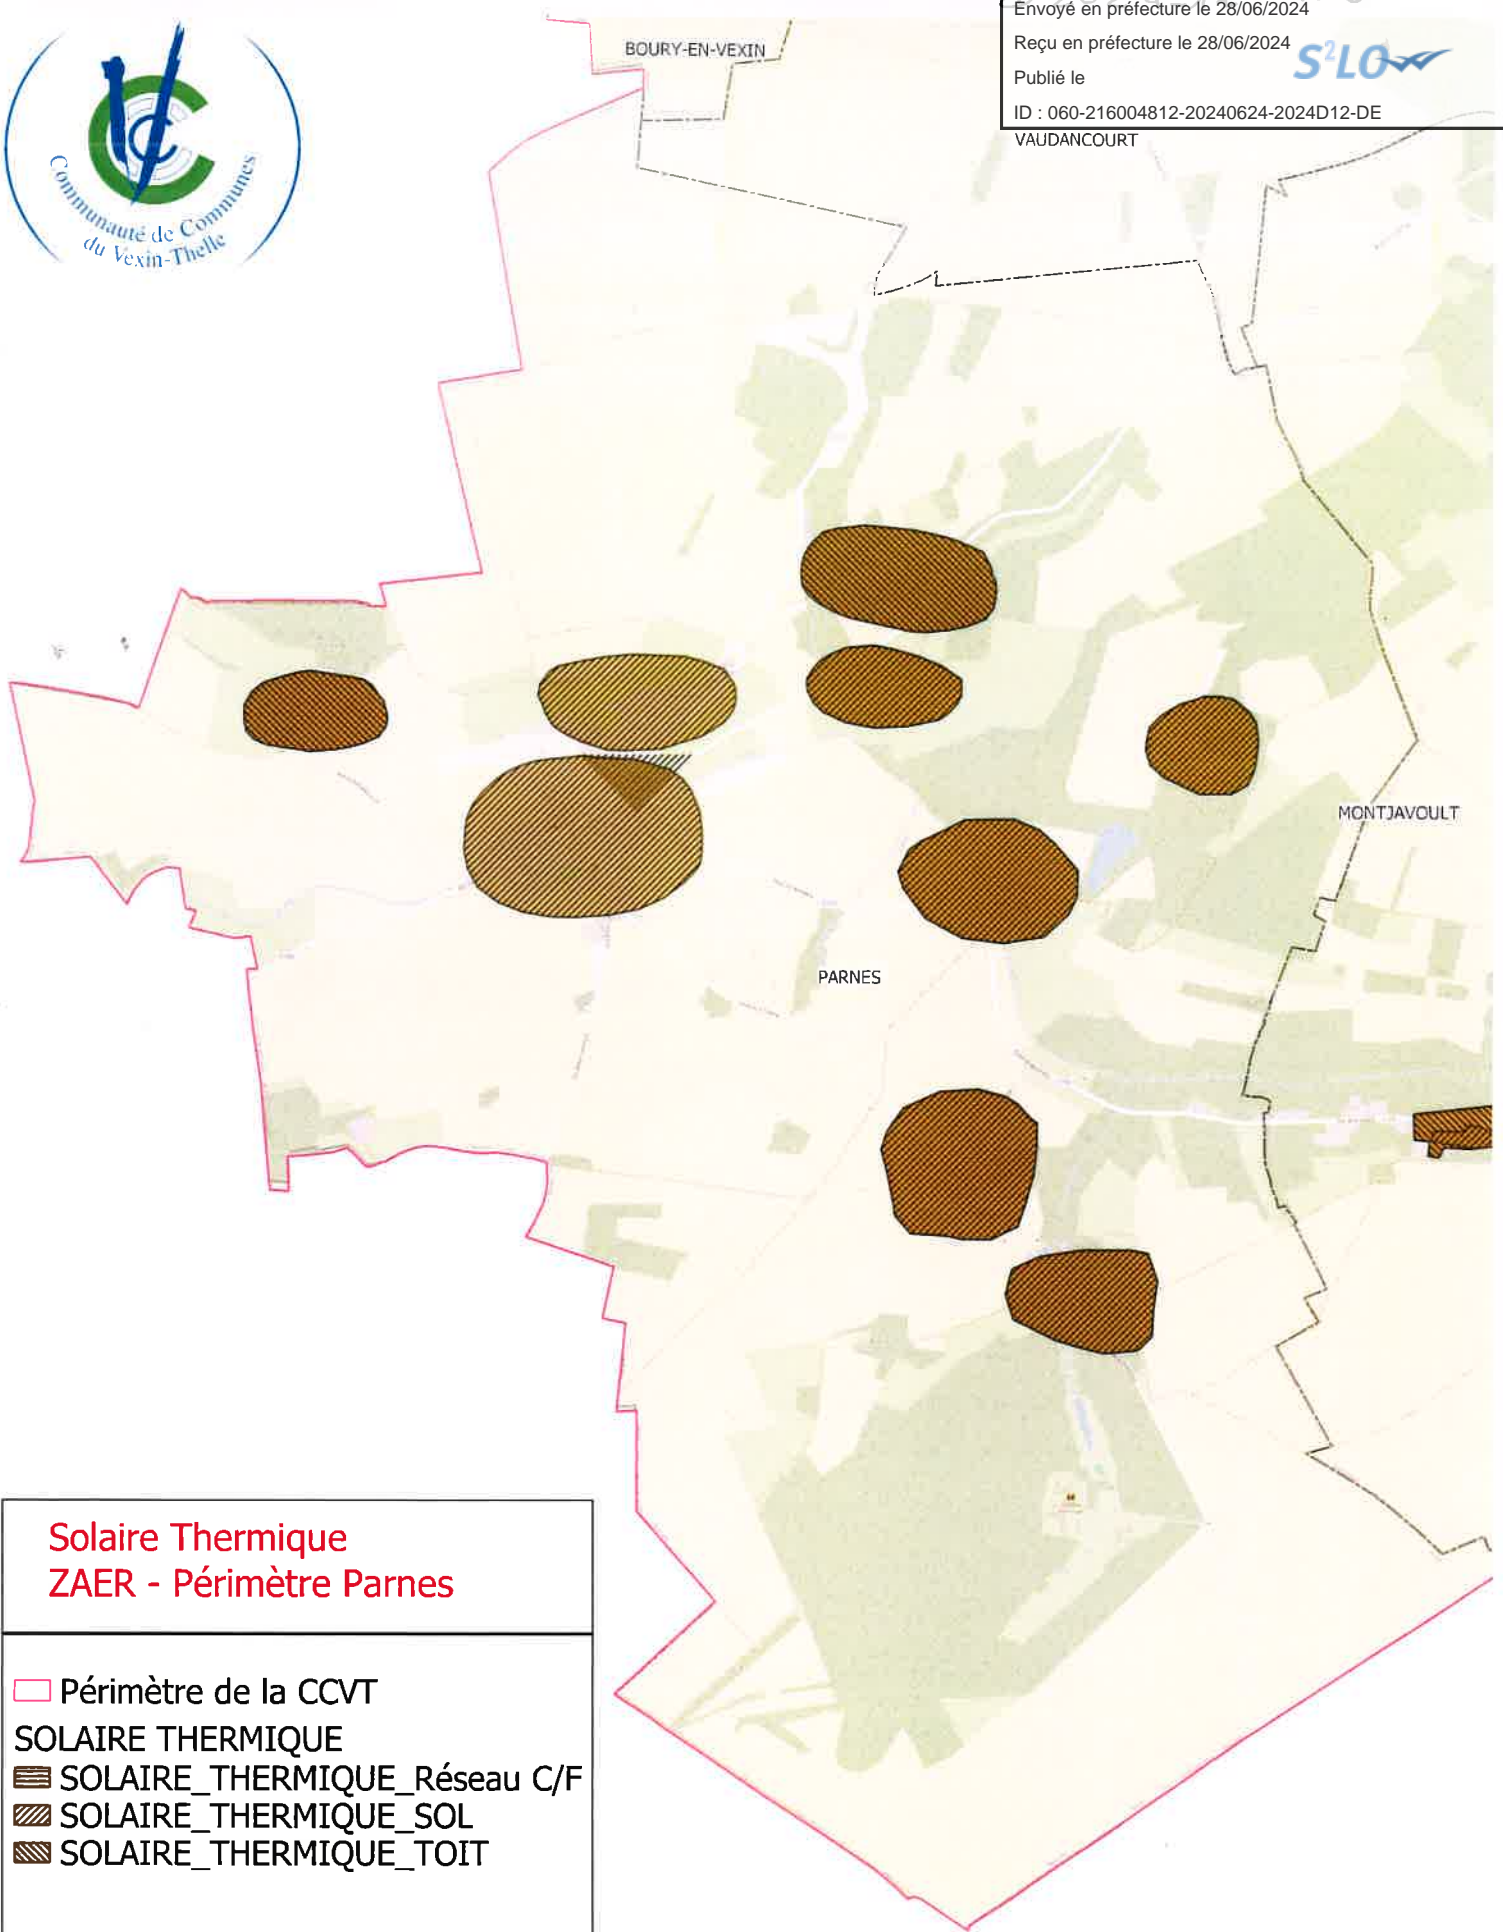 Communauté de Communes
du Vexin-Thelle
BOURY-EN-VEXIN
Envoyé en préfecture le 28/06/2024
Reçu en préfecture le 28/06/2024
S²LO
Publié le
ID : 060-216004812-20240624-2024D12-DE
VAUDANCOURT
MONTJAVOULT
PARNES
Solaire Thermique
ZAER - Périmètre Parnes
Périmètre de la CCVT
SOLAIRE THERMIQUE
SOLAIRE_THERMIQUE_Réseau C/F
SOLAIRE_THERMIQUE_SOL
SOLAIRE_THERMIQUE_TOIT